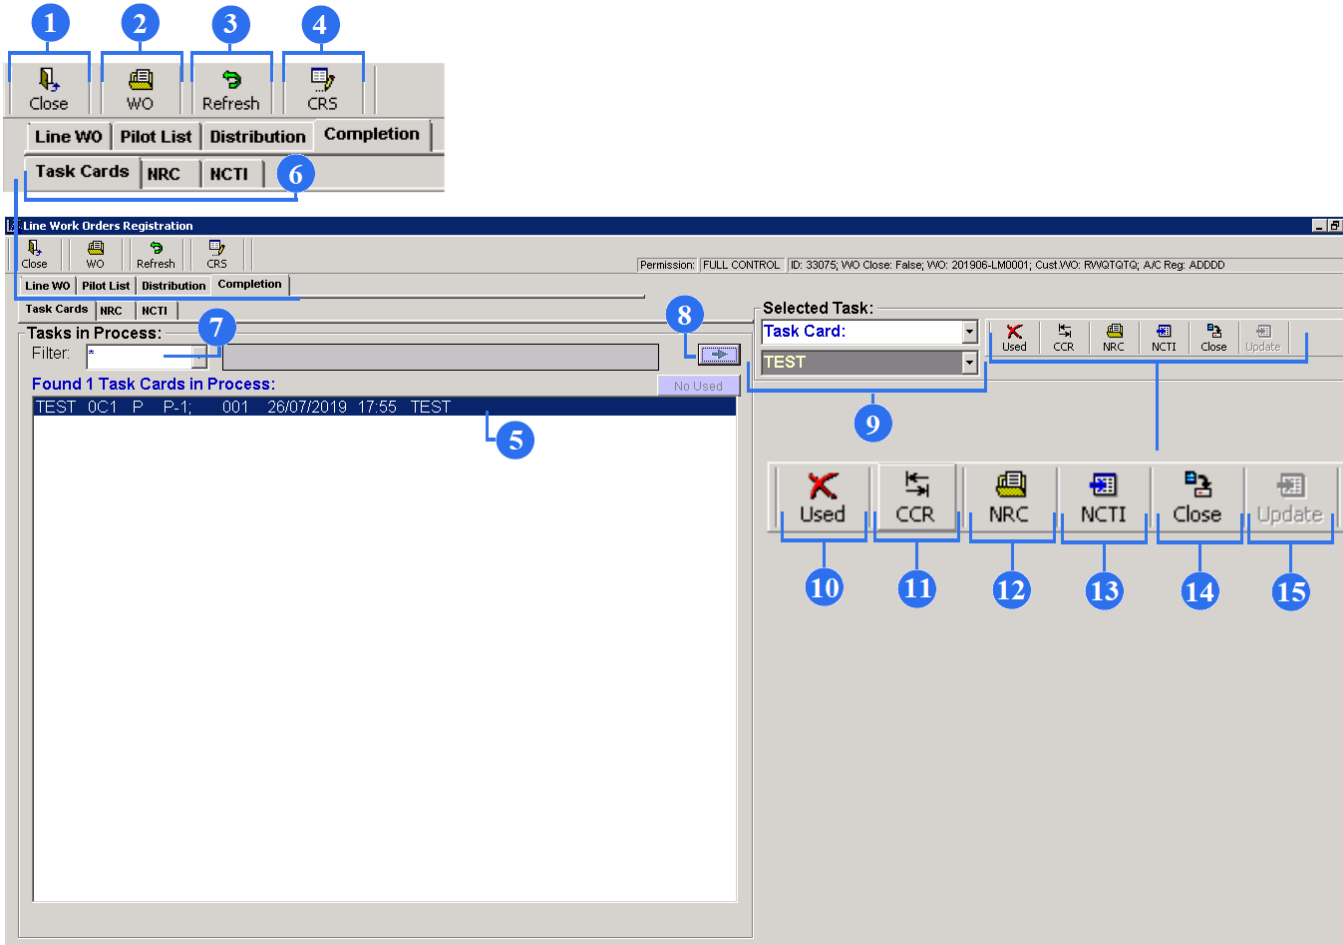 1 2 3 4
Close WO Refresh CRS
Line WO Pilot List Distribution Completion
Task Cards NRC NCTI 6
Line Work Orders Registration
Close WO Refresh CRS
Permission: FULL CONTROL ID: 33075; WO Close: False; WO: 201906-LM0001; Cust.WO: RWQTQTQ; A/C Reg: ADDDD
Line WO Pilot List Distribution Completion
Task Cards NRC NCTI
7 8
Selected Task:
Tasks in Process:
Task Card:
Filter: *
Used CCR NRC NCTI Close Update
TEST
Found 1 Task Cards in Process:
No Used
TEST 0C1 P P-1; 001 26/07/2019 17:55 TEST
5
9
Used CCR NRC NCTI Close Update
10 11 12 13 14 15